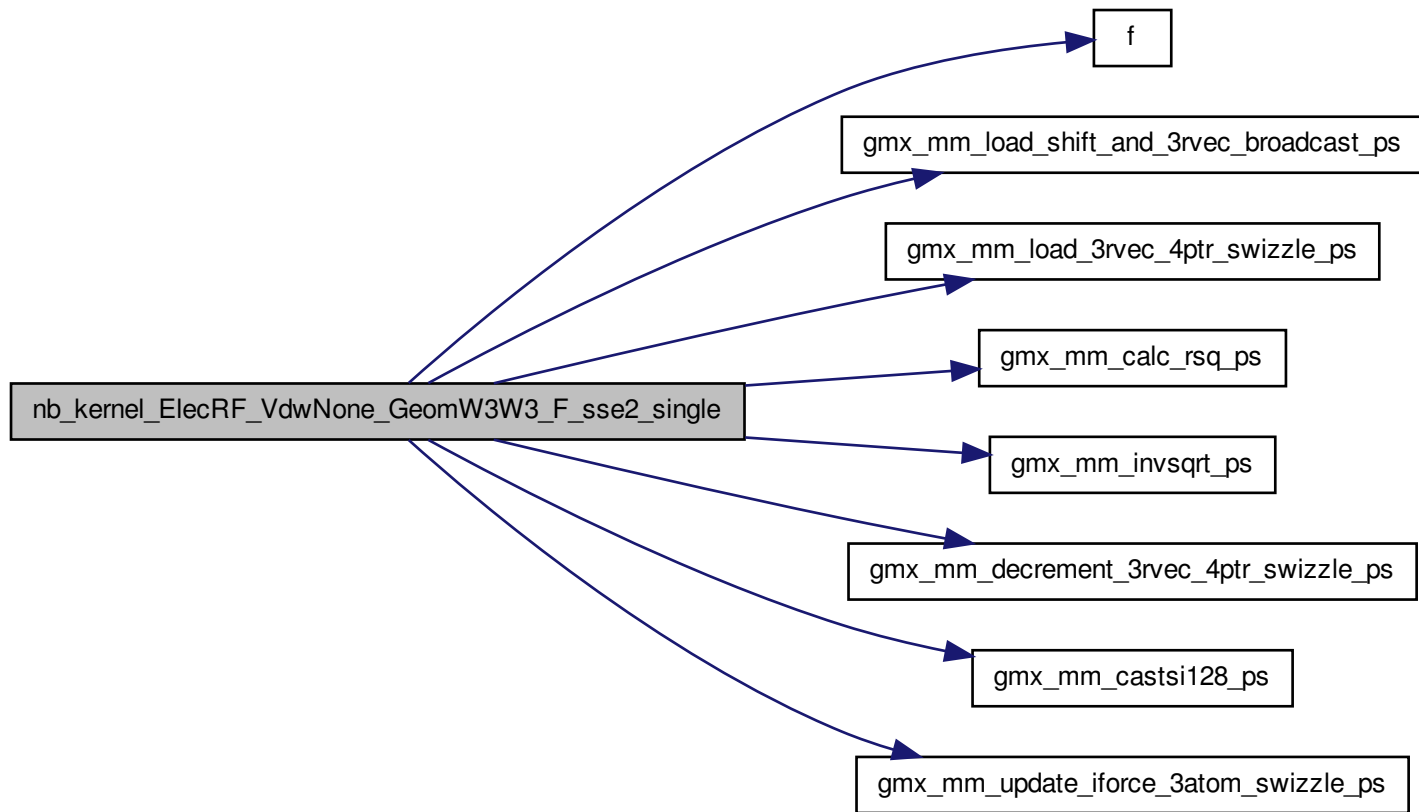 f
gmx_mm_load_shift_and_3rvec_broadcast_ps
gmx_mm_load_3rvec_4ptr_swizzle_ps
gmx_mm_calc_rsq_ps
nb_kernel_ElecRF_VdwNone_GeomW3W3_F_sse2_single
gmx_mm_invsqrt_ps
gmx_mm_decrement_3rvec_4ptr_swizzle_ps
gmx_mm_castsi128_ps
gmx_mm_update_iforce_3atom_swizzle_ps